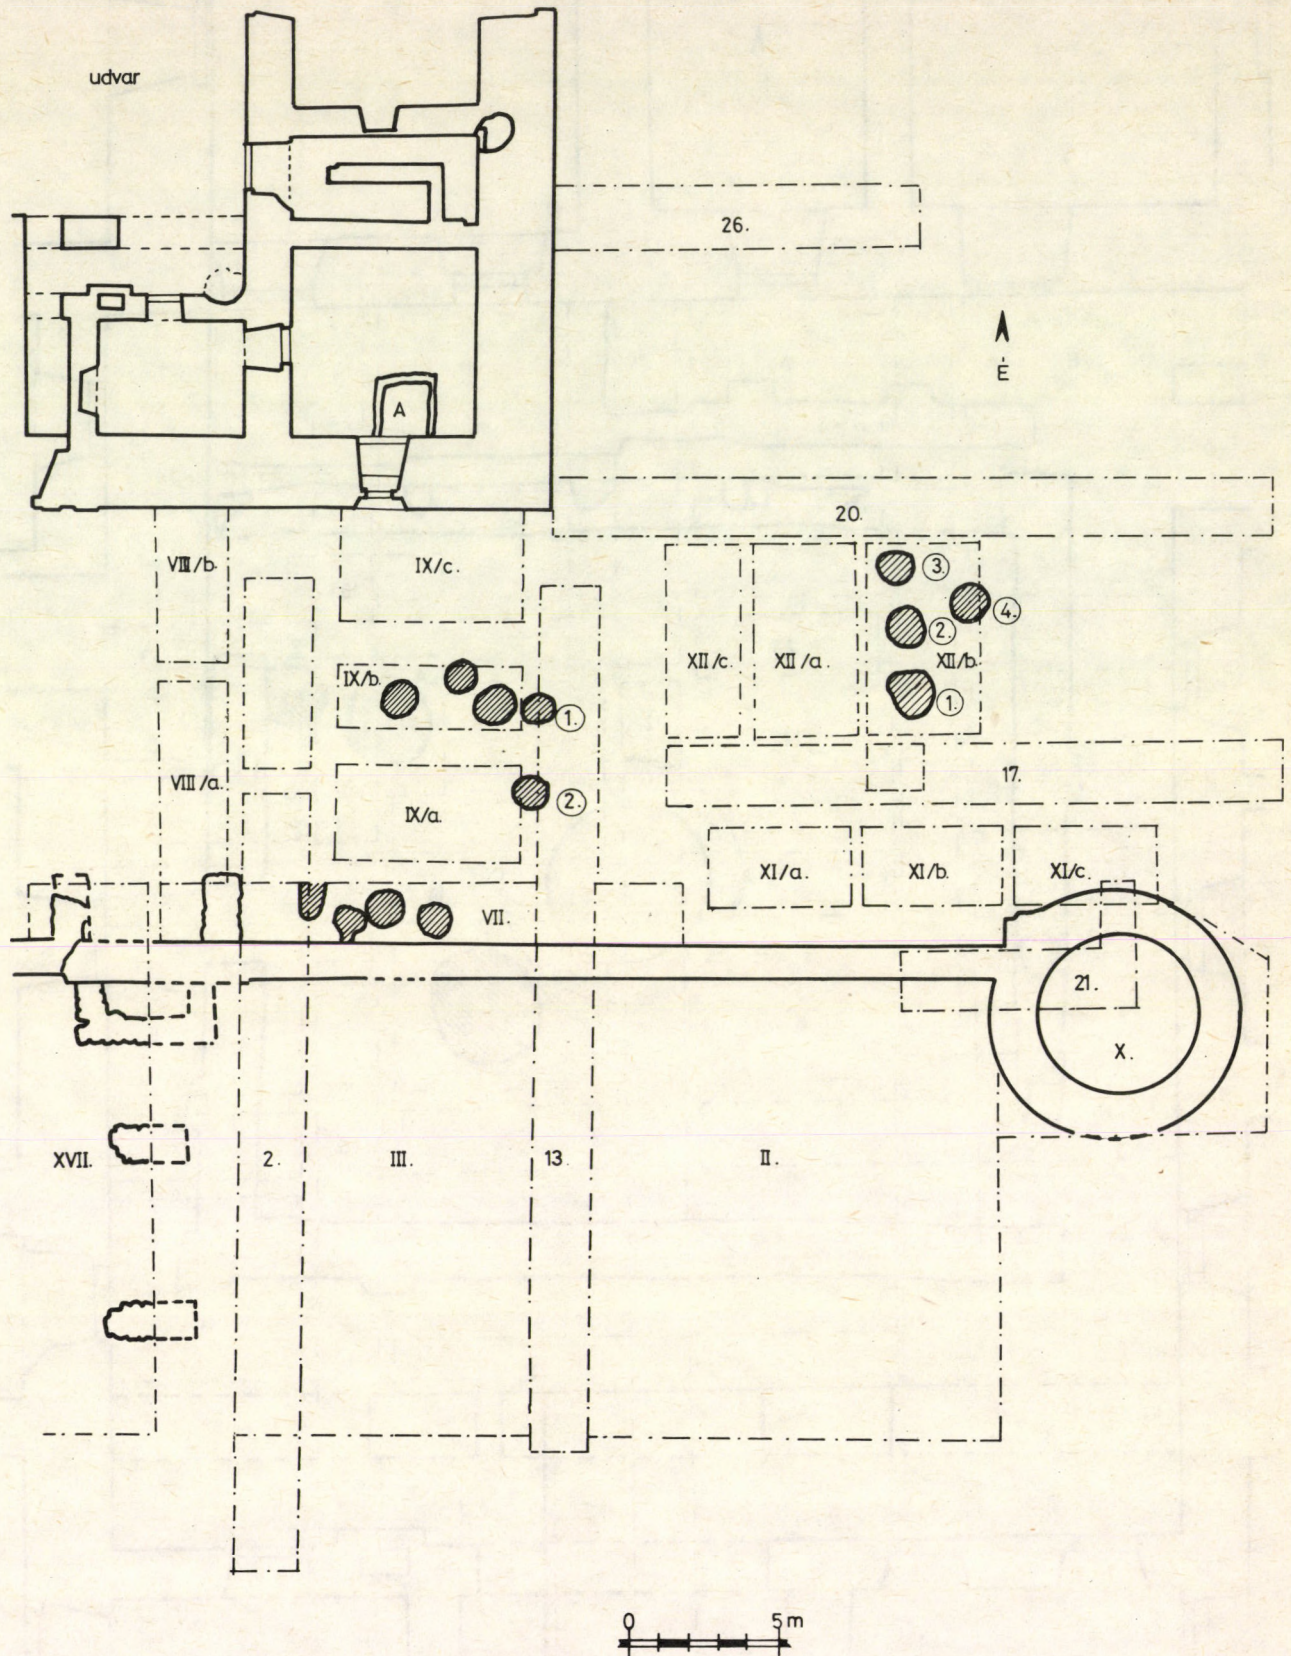 udvar
26.
É
A
20.
VIII/b.
IX/c.
3.
4.
2.
XII/c.
XII/a.
XII/b.
IX/b.
1.
1.
17.
VIII/a.
2.
IX/a.
XI/a.
XI/b.
XI/c.
VII.
21.
X.
XVII.
2.
III.
13.
II.
0 5 m